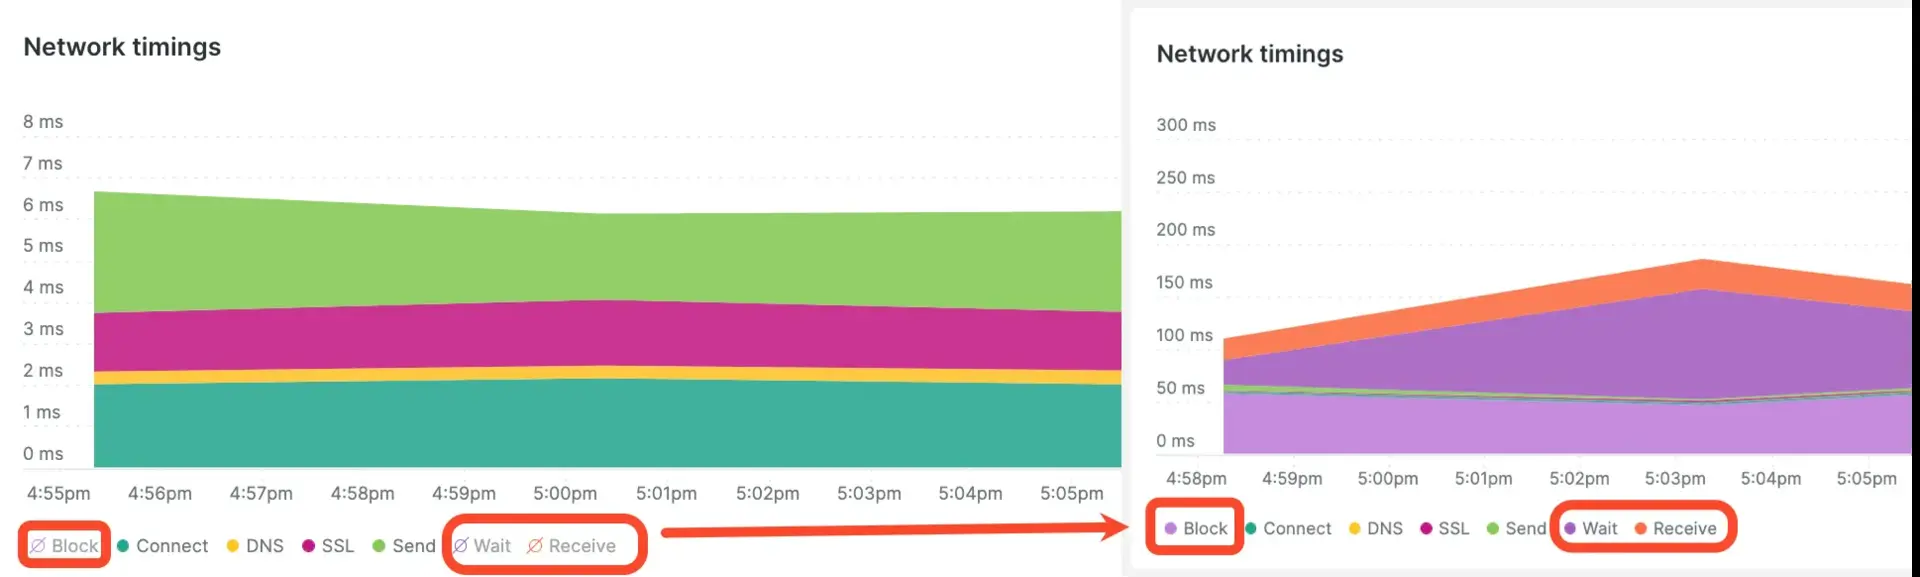 Network timings
8 ms
7 ms
6 ms
5 ms
4 ms
3 ms
2 ms
1 ms
0 ms
4:55pm 4:56pm 4:57pm 4:58pm 4:59pm 5:00pm 5:01pm 5:02pm 5:03pm 5:04pm 5:05pm
Block Connect DNS SSL Send Wait Receive
Network timings
300 ms
250 ms
200 ms
150 ms
100 ms
50 ms
0 ms
4:58pm 4:59pm 5:00pm 5:01pm 5:02pm 5:03pm 5:04pm 5:05pm
Block Connect DNS SSL Send Wait Receive